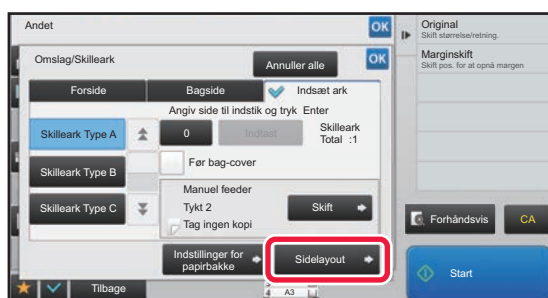 Andet
OK
Original
Skift størrelse/retning.
Omslag/Skilleark
Annuller alle
OK
Marginskift
Skift pos. for at opnå margen
Forside
Bagside
Indsæt ark
Angiv side til indstik og tryk Enter
Skilleark Type A
0
Indtast
Skilleark
Total :1
Før bag-cover
Skilleark Type B
Manuel feeder
Tykt 2
Tag ingen kopi
Skift
Skilleark Type C
Forhåndsvis
CA
Indstillinger for
papirbakke
Sidelayout
Start
Tilbage
4 A3